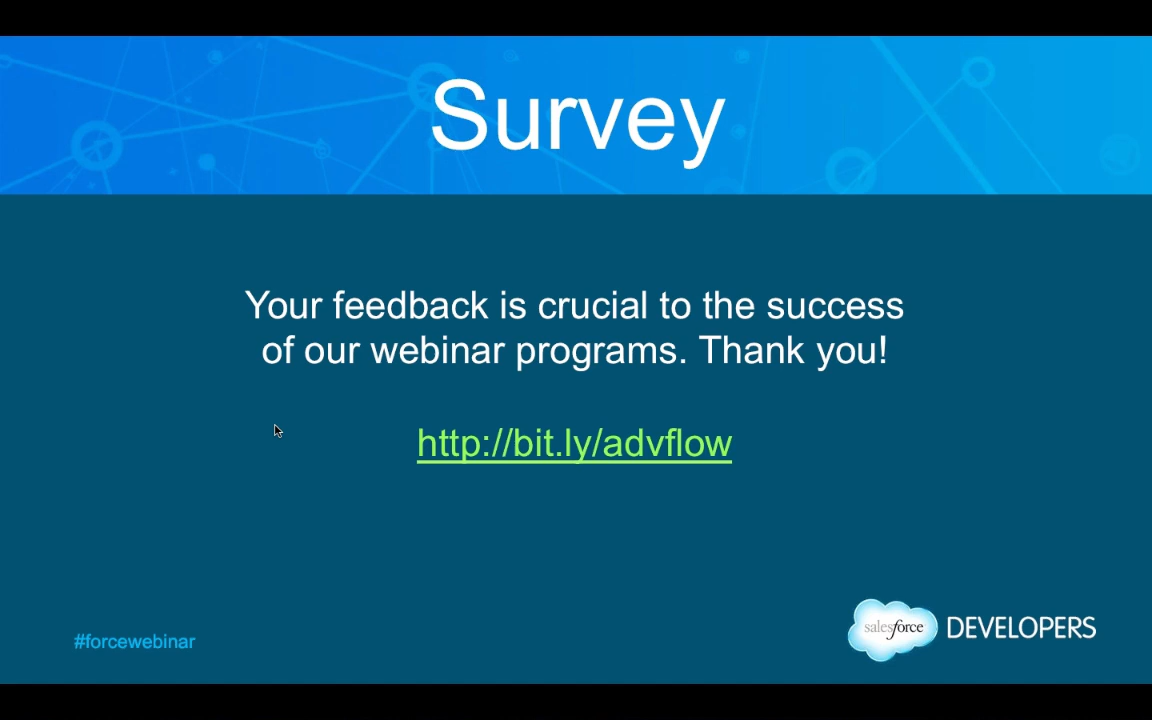 Survey
Your feedback is crucial to the success
of our webinar programs. Thank you!
http://bit.ly/advflow
#forcewebinar
salesforce DEVELOPERS